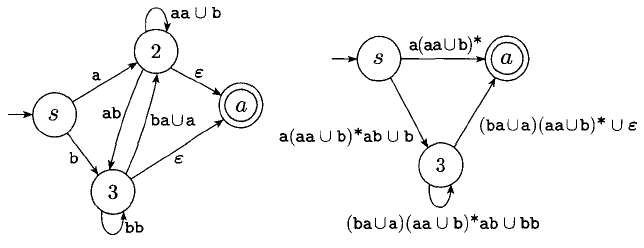 aa ∪ b
2
a
ε
s
ab
ba∪a
a
b
3
ε
bb
s
a(aa∪b)*
a
a(aa ∪ b)*ab ∪ b
(ba∪a)(aa∪b)* ∪ ε
3
(ba∪a)(aa ∪ b)*ab ∪ bb